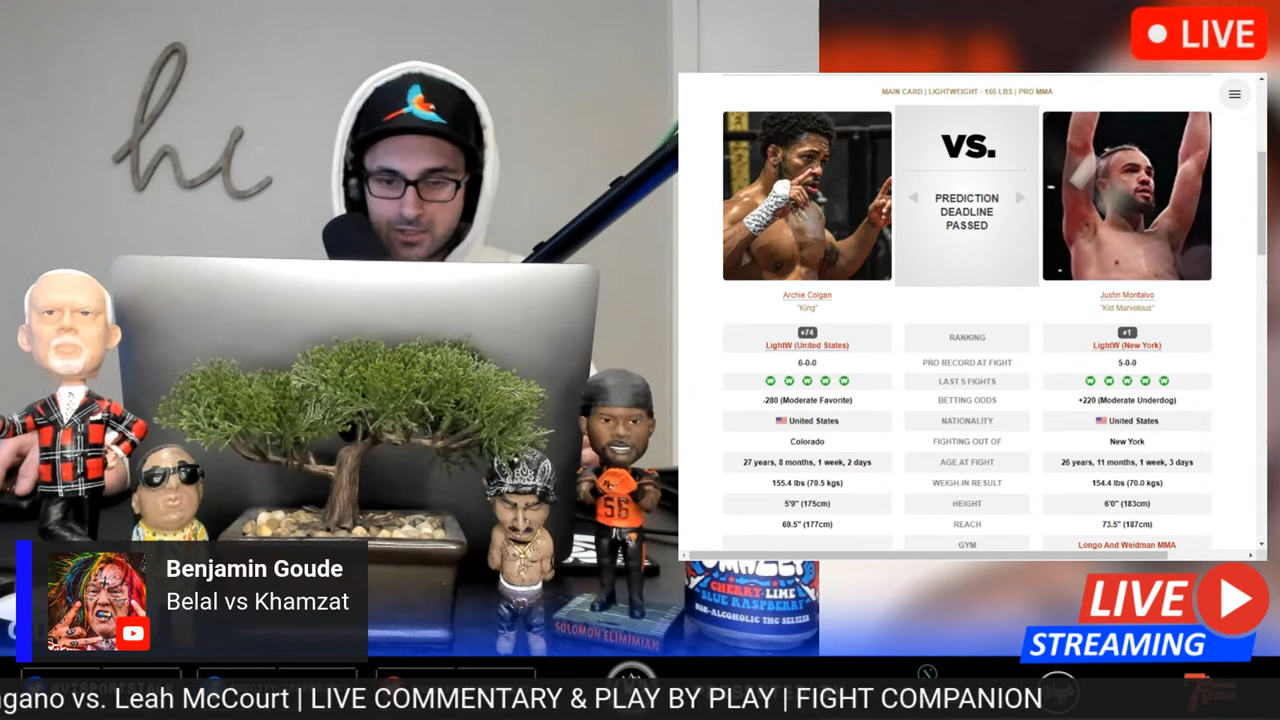 hi
LIVE
MAIN CARD | LIGHTWEIGHT · 155 LBS | PRO MMA
VS.
PREDICTION
DEADLINE
PASSED
Archie Colgan
"King"
Justin Montalvo
"Kid Marvelous"
#74
RANKING
#1
LightW (United States)
LightW (New York)
6-0-0
PRO RECORD AT FIGHT
5-0-0
W W W W W
LAST 5 FIGHTS
W W W W W
-280 (Moderate Favorite)
BETTING ODDS
+220 (Moderate Underdog)
United States
NATIONALITY
United States
Colorado
FIGHTING OUT OF
New York
27 years, 8 months, 1 week, 2 days
AGE AT FIGHT
26 years, 11 months, 1 week, 3 days
155.4 lbs (70.5 kgs)
WEIGH-IN RESULT
154.4 lbs (70.0 kgs)
5'9" (175cm)
HEIGHT
6'0" (183cm)
69.5" (177cm)
REACH
73.5" (187cm)
GYM
Longo And Weidman MMA
56
SOLOMON ELIMIMIAN
CHERRY-LIME
BLUE RASPBERRY
NON-ALCOHOLIC THC SELTZER
Benjamin Goude
Belal vs Khamzat
LIVE
STREAMING
ngano vs. Leah McCourt | LIVE COMMENTARY & PLAY BY PLAY | FIGHT COMPANION